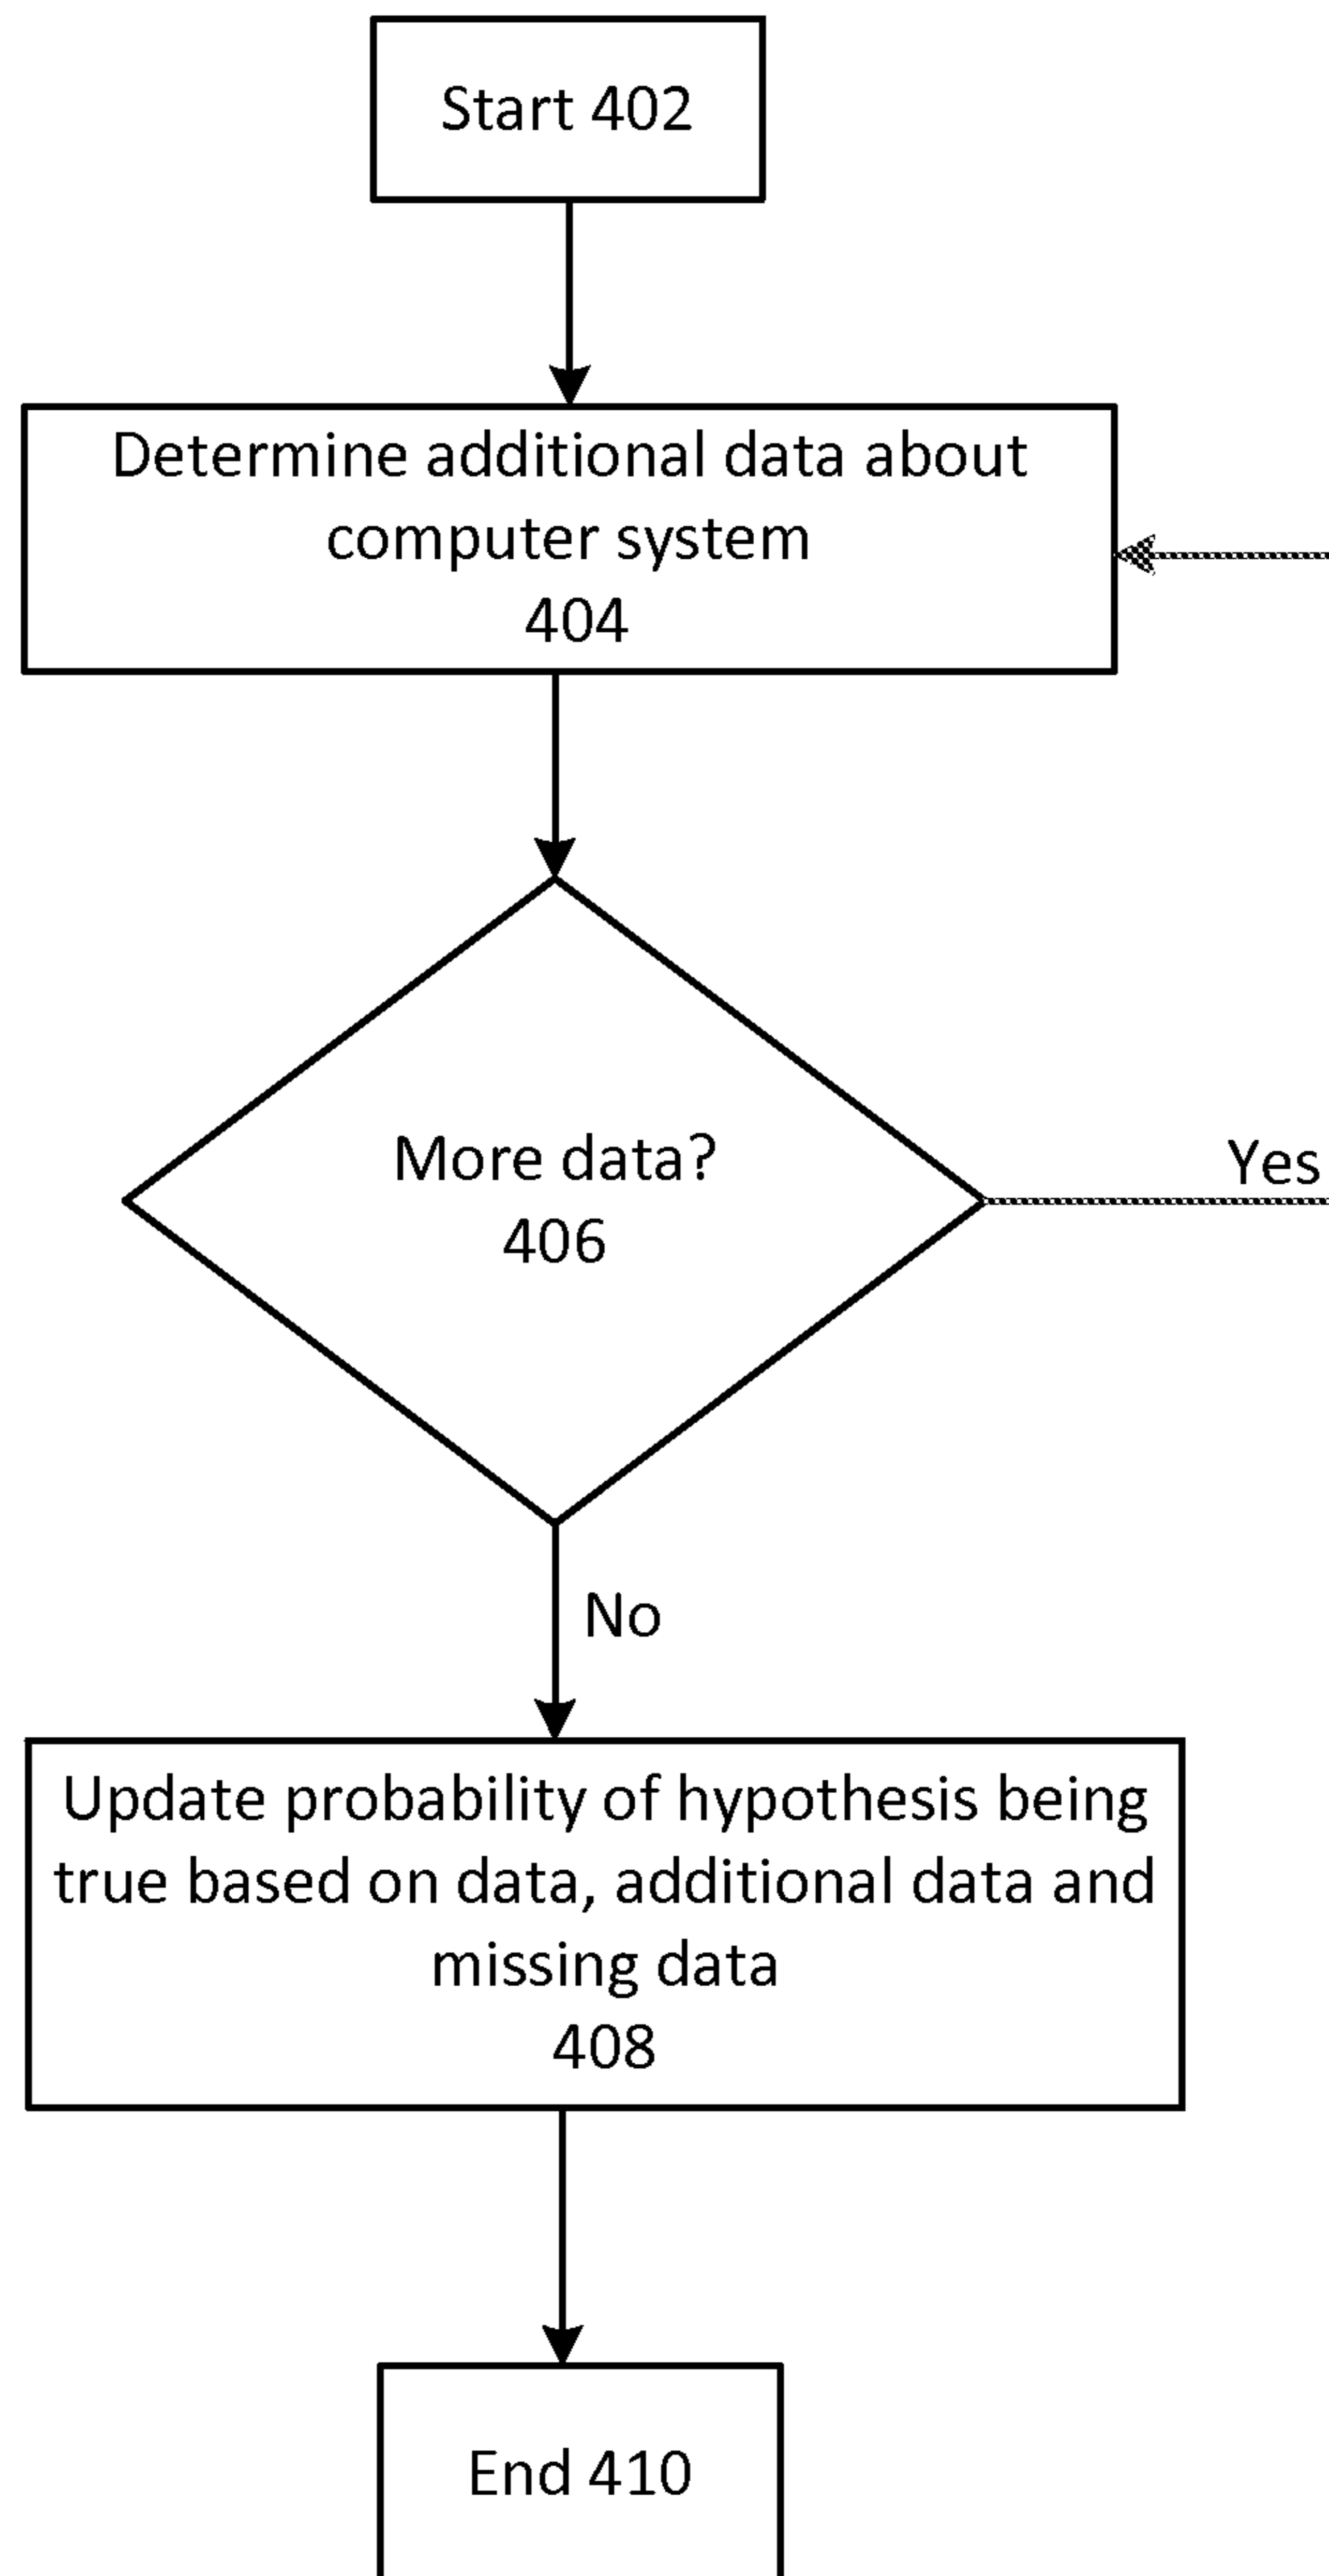 Start 402
Determine additional data about
computer system
404
More data?
406
Yes
No
Update probability of hypothesis being
true based on data, additional data and
missing data
408
End 410